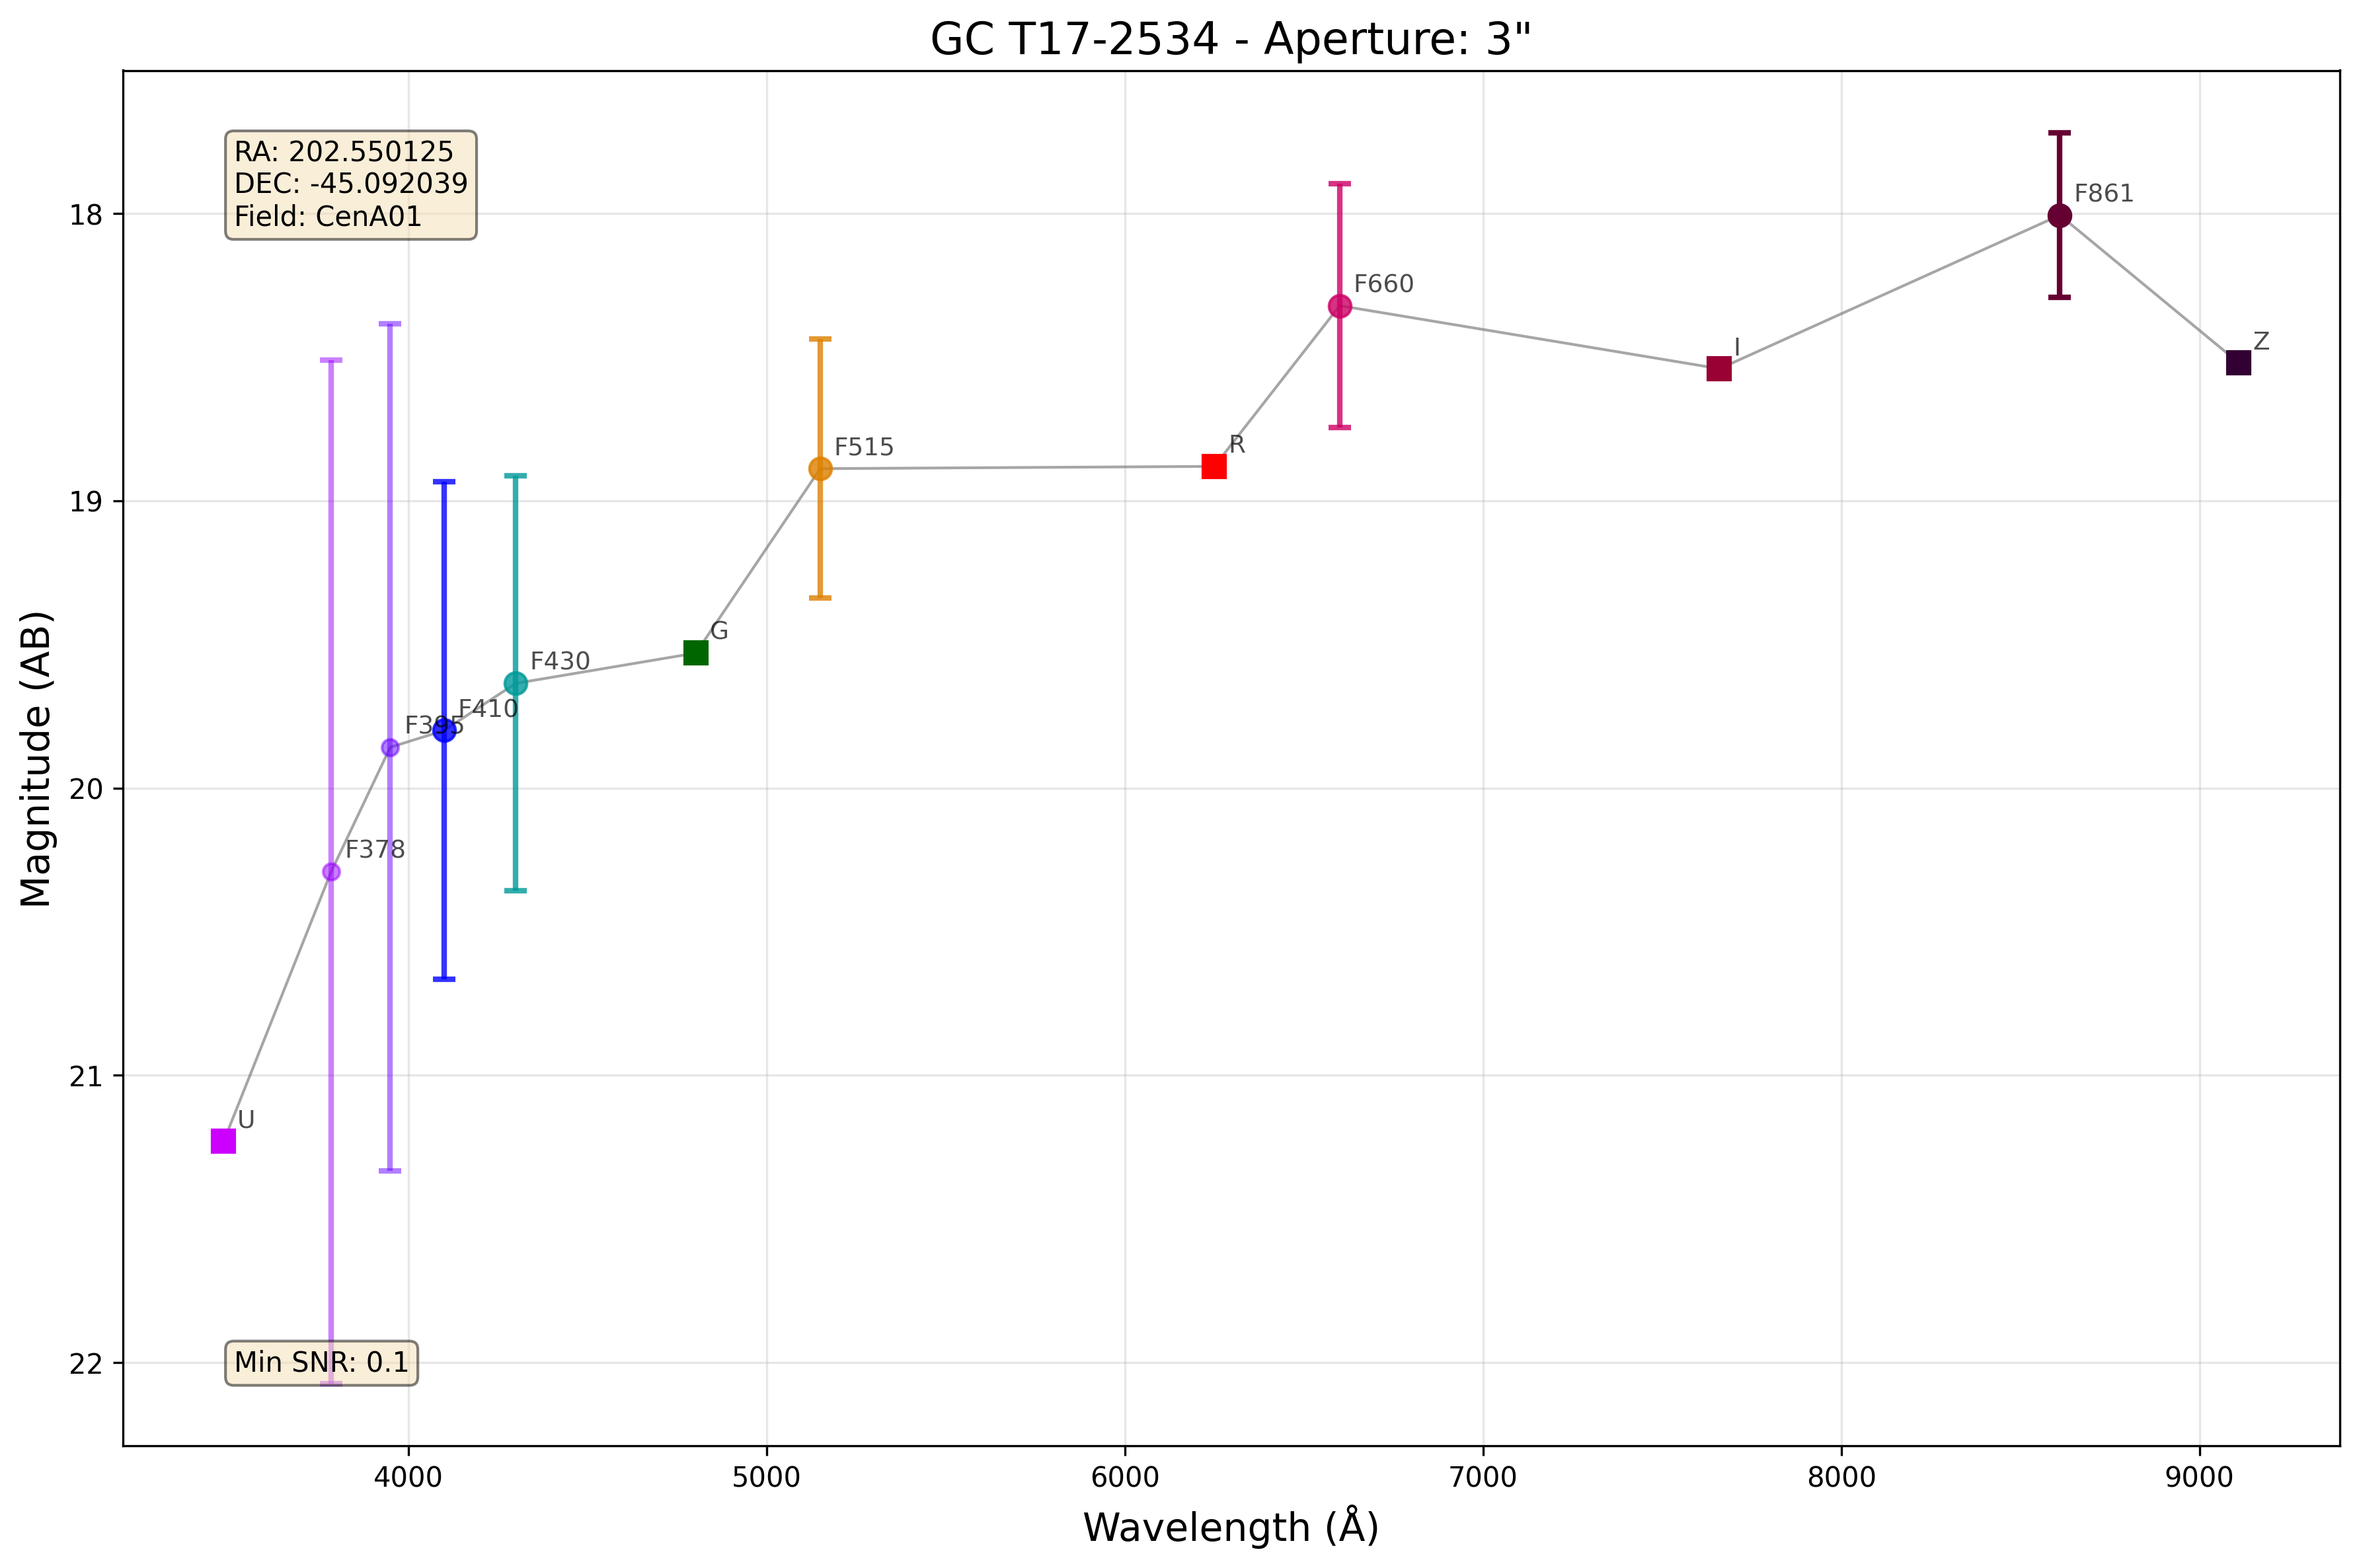 GC T17-2534 - Aperture: 3"
RA: 202.550125
DEC: -45.092039
Field: CenA01
F861
F660
Z
I
F515
R
G
F430
F410
F395
F378
U
Min SNR: 0.1
18
19
20
21
22
Magnitude (AB)
4000
5000
6000
7000
8000
9000
Wavelength (Å)